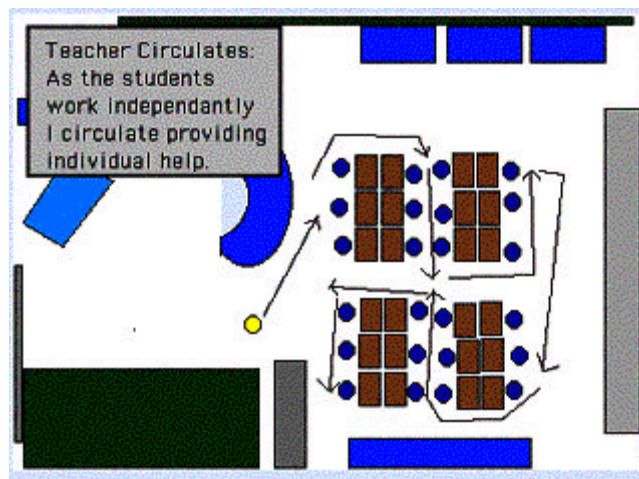 Teacher Circulates:
As the students
work independantly
I circulate providing
individual help.